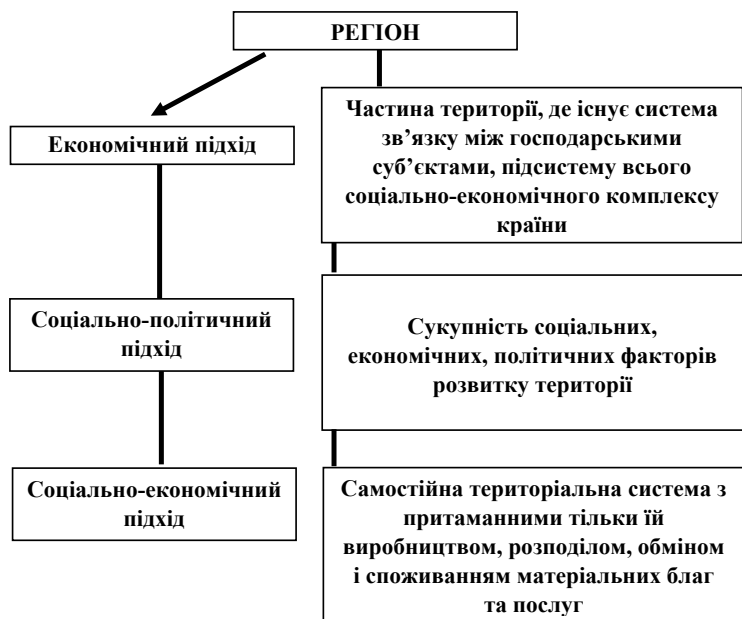 РЕГІОН
Економічний підхід
Частина території, де існує система
зв’язку між господарськими
суб’єктами, підсистему всього
соціально-економічного комплексу
країни
Соціально-політичний
підхід
Сукупність соціальних,
економічних, політичних факторів
розвитку території
Соціально-економічний
підхід
Самостійна територіальна система з
притаманними тільки їй
виробництвом, розподілом, обміном
і споживанням матеріальних благ
та послуг